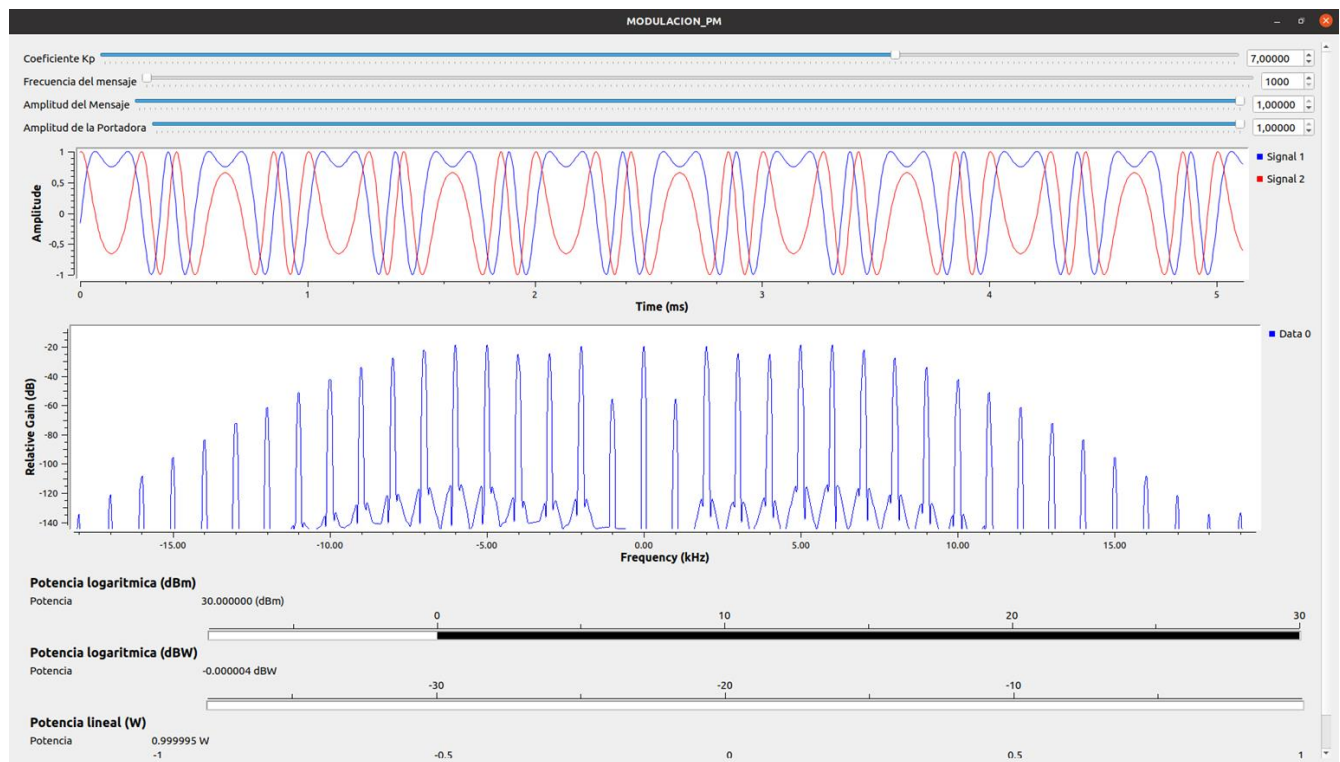 MODULACION_PM
Coeficiente Kp 7,00000
Frecuencia del mensaje 1000
Amplitud del Mensaje 1,00000
Amplitud de la Portadora 1,00000
1
0,5
0
-0,5
-1
Amplitude
Signal 1
Signal 2
0 1 2 3 4 5
Time (ms)
-20
-40
-60
-80
-100
-120
-140
Relative Gain (dB)
Data 0
-15.00 -10.00 -5.00 0.00 5.00 10.00 15.00
Frequency (kHz)
Potencia logaritmica (dBm)
Potencia 30.000000 (dBm)
0 10 20 30
Potencia logaritmica (dBW)
Potencia -0.000004 dBW
-30 -20 -10
Potencia lineal (W)
Potencia 0.999995 W
-1 -0.5 0 0.5 1